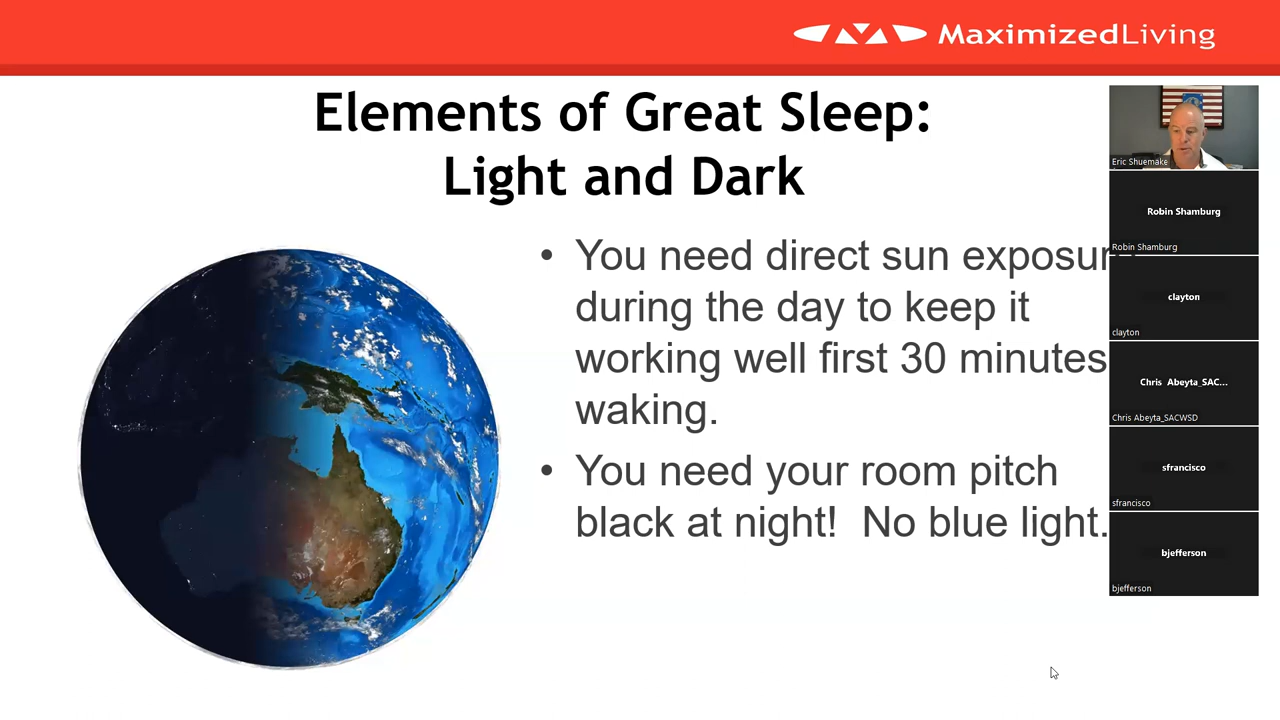 MaximizedLiving
Elements of Great Sleep:
Light and Dark
• You need direct sun exposur
during the day to keep it
working well first 30 minutes
waking.
• You need your room pitch
black at night!  No blue light.
Eric Shuemake
Robin Shamburg
Robin Shamburg
clayton
clayton
Chris Abeyta_SAC...
Chris Abeyta_SACWSD
sfrancisco
sfrancisco
bjefferson
bjefferson